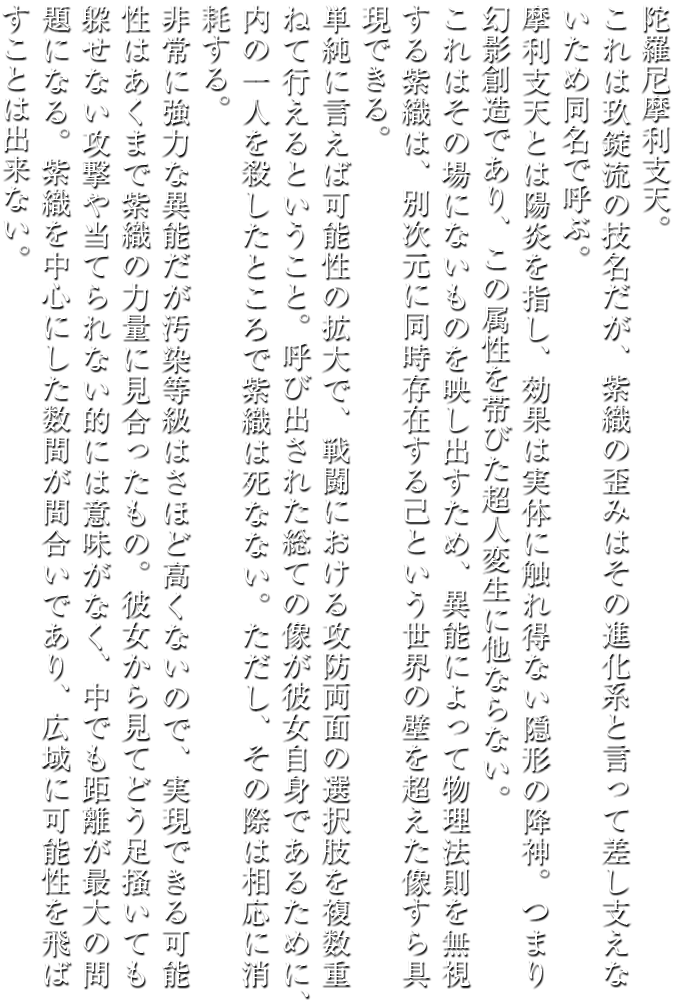 陀羅尼摩利支天。
これは玖錠流の技名だが、紫織の歪みはその進化系と言って差し支えな
いため同名で呼ぶ。
摩利支天とは陽炎を指し、効果は実体に触れ得ない隠形の降神。つまり
幻影創造であり、この属性を帯びた超人変生に他ならない。
これはその場にないものを映し出すため、異能によって物理法則を無視
する紫織は、別次元に同時存在する己という世界の壁を超えた像すら具
現できる。
単純に言えば可能性の拡大で、戦闘における攻防両面の選択肢を複数重
ねて行えるということ。呼び出された総ての像が彼女自身であるために、
内の一人を殺したところで紫織は死なない。ただし、その際は相応に消
耗する。
非常に強力な異能だが汚染等級はさほど高くないので、実現できる可能
性はあくまで紫織の力量に見合ったもの。彼女から見てどう足掻いても
躱せない攻撃や当てられない的には意味がなく、中でも距離が最大の問
題になる。紫織を中心にした数間が間合いであり、広域に可能性を飛ば
すことは出来ない。